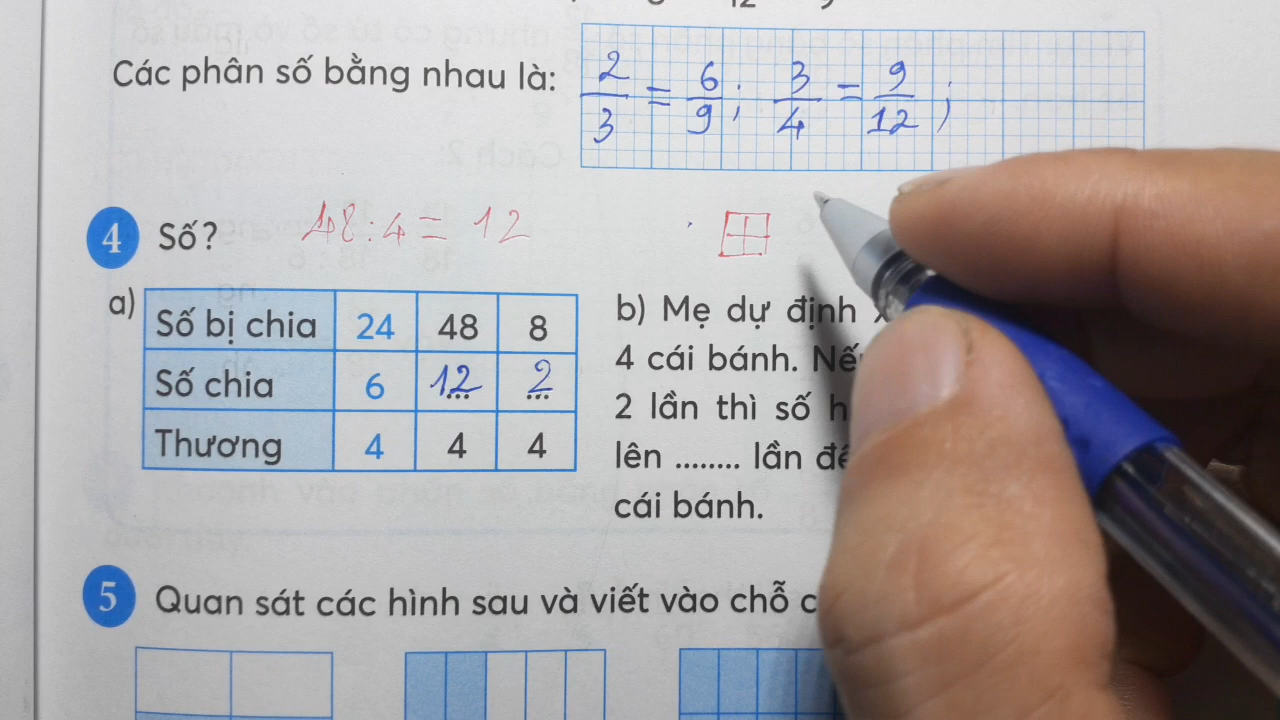 Các phân số bằng nhau là: 2/3 = 6/9; 3/4 = 9/12;
4 Số? 48 : 4 = 12
a)
Số bị chia 24 48 8
Số chia 6 12 2
Thương 4 4 4
b) Mẹ dự định
4 cái bánh.
2 lần thì số
lên ........ lần
cái bánh.
5 Quan sát các hình sau và viết vào chỗ